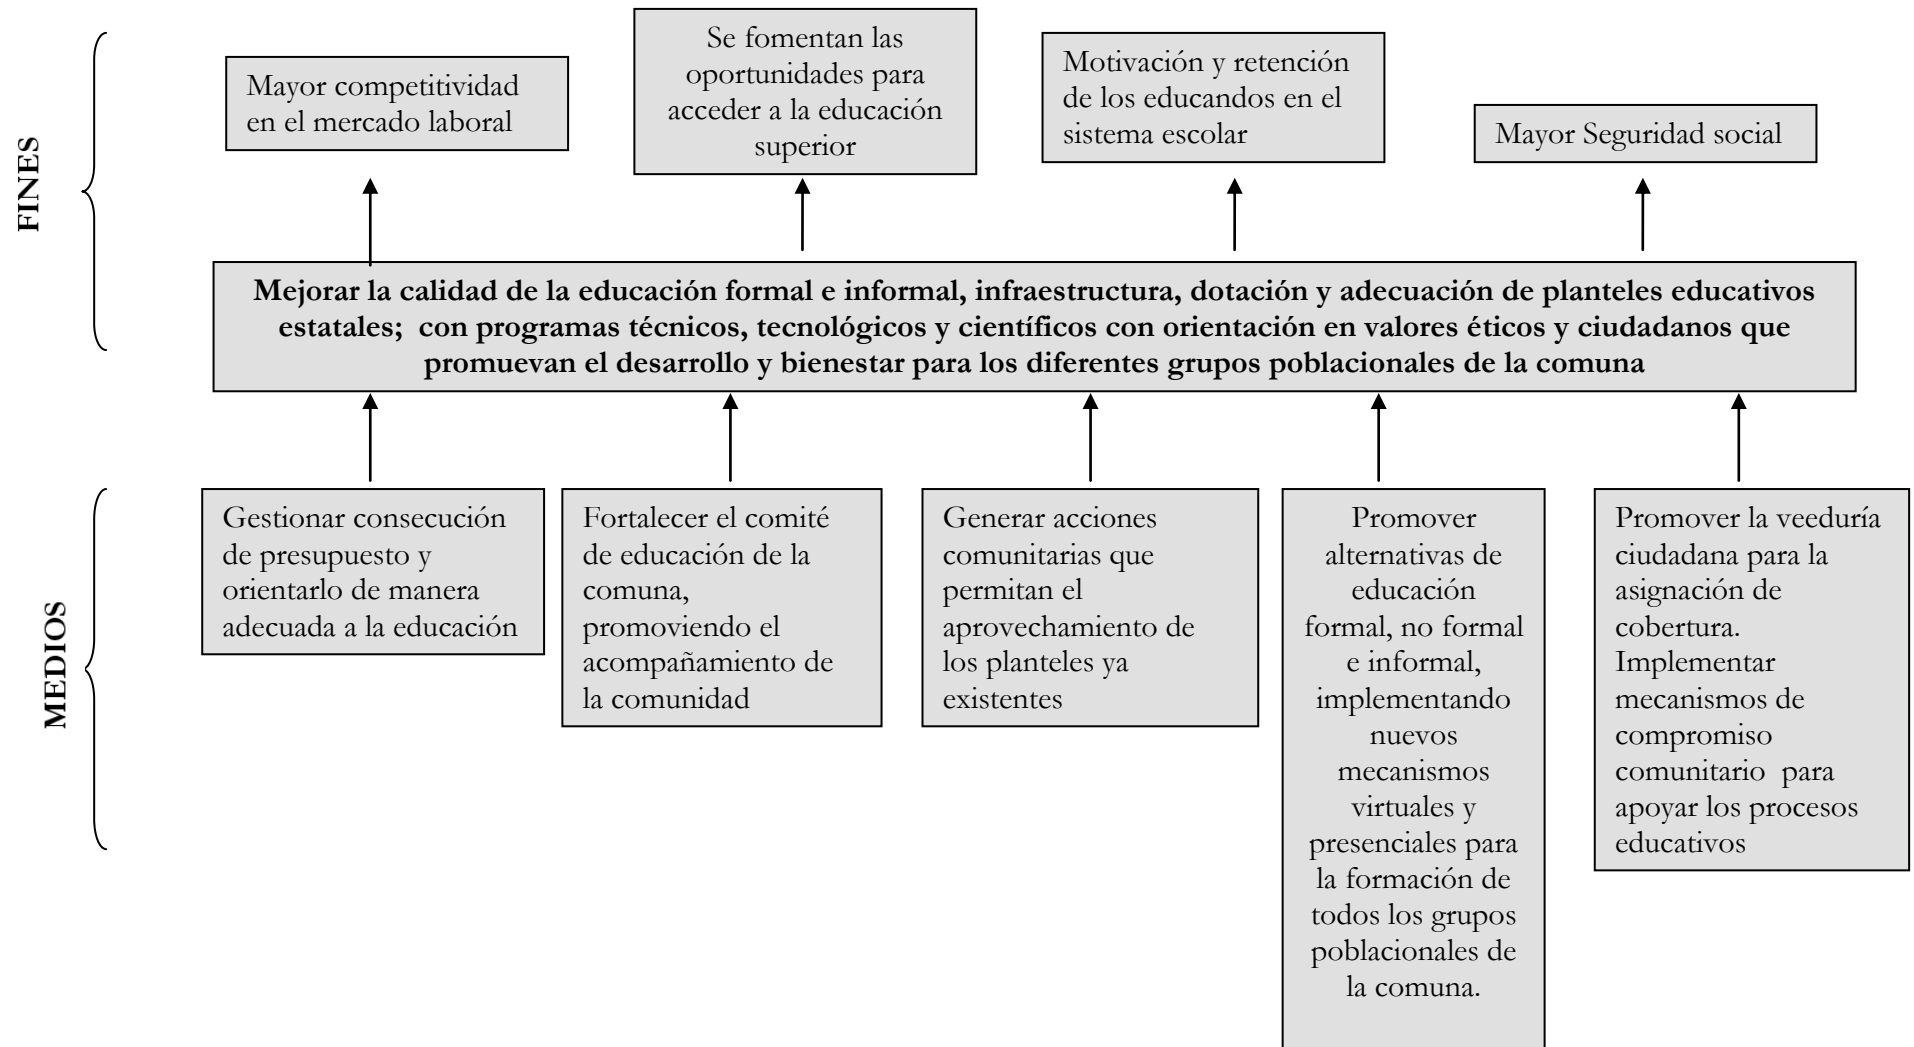 FINES
Mayor competitividad
en el mercado laboral
Se fomentan las
oportunidades para
acceder a la educación
superior
Motivación y retención
de los educandos en el
sistema escolar
Mayor Seguridad social
Mejorar la calidad de la educación formal e informal, infraestructura, dotación y adecuación de planteles educativos
estatales;  con programas técnicos, tecnológicos y científicos con orientación en valores éticos y ciudadanos que
promuevan el desarrollo y bienestar para los diferentes grupos poblacionales de la comuna
MEDIOS
Gestionar consecución
de presupuesto y
orientarlo de manera
adecuada a la educación
Fortalecer el comité
de educación de la
comuna,
promoviendo el
acompañamiento de
la comunidad
Generar acciones
comunitarias que
permitan el
aprovechamiento de
los planteles ya
existentes
Promover
alternativas de
educación
formal, no formal
e informal,
implementando
nuevos
mecanismos
virtuales y
presenciales para
la formación de
todos los grupos
poblacionales de
la comuna.
Promover la veeduría
ciudadana para la
asignación de
cobertura.
Implementar
mecanismos de
compromiso
comunitario  para
apoyar los procesos
educativos